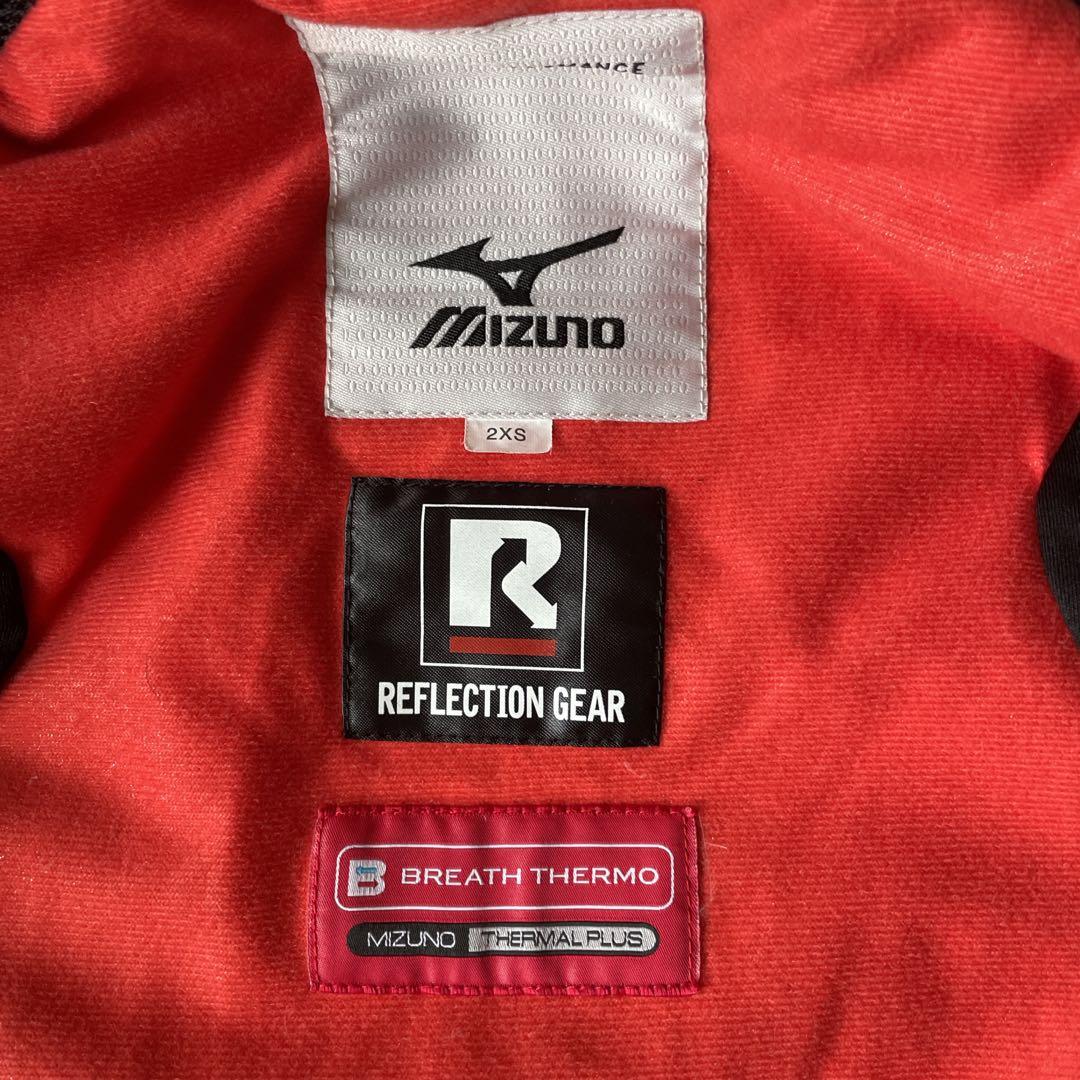 MIZUNO
2XS
R
REFLECTION GEAR
B BREATH THERMO
MIZUNO THERMAL PLUS